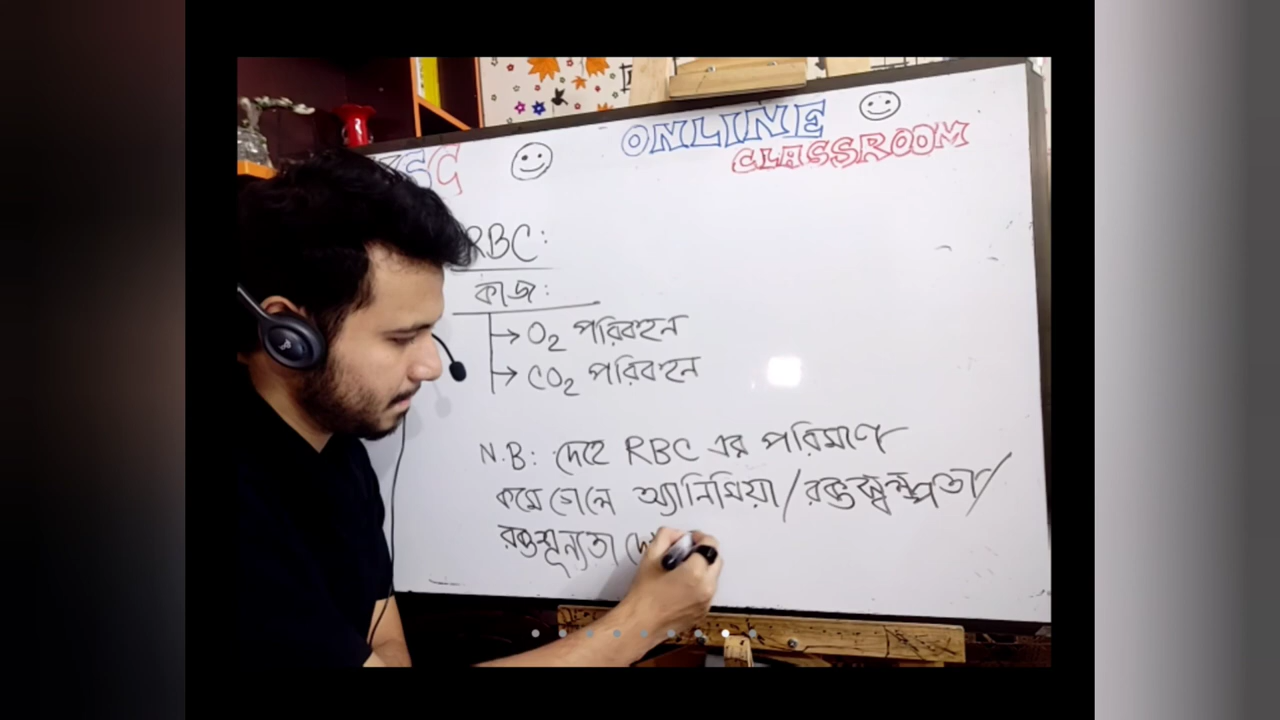 ONLINE
CLASSROOM
RBC:
কাজ:
→ O₂ পরিবহন
→ CO₂ পরিবহন
N.B: দেহে RBC এর পরিমাণ
কমে গেলে অ্যানিমিয়া/রক্তস্বল্পতা/
রক্তশূন্যতা